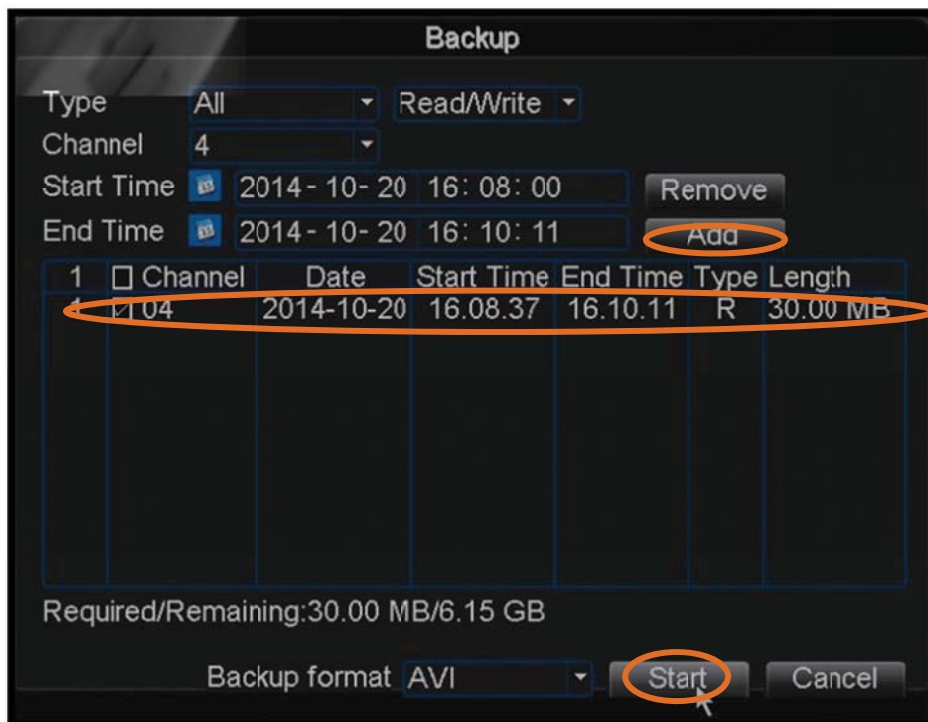 Backup
Type All Read/Write
Channel 4
Start Time 2014-10-20 16:08:00 Remove
End Time 2014-10-20 16:10:11 Add
1 Channel Date Start Time End Time Type Length
1 04 2014-10-20 16.08.37 16.10.11 R 30.00 MB
Required/Remaining:30.00 MB/6.15 GB
Backup format AVI Start Cancel